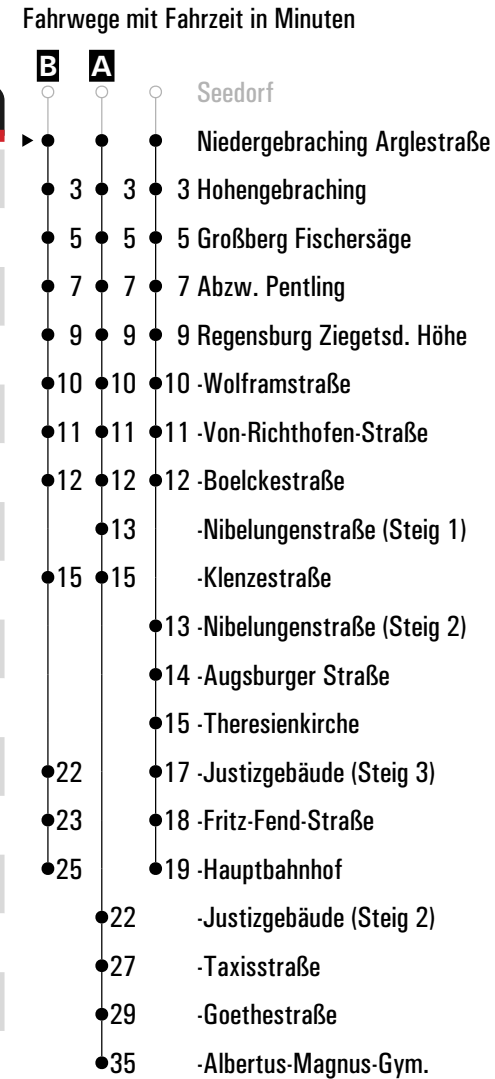 Fahrwege mit Fahrzeit in Minuten
B A
Seedorf
Niedergebraching Arglestraße
3 3 3 Hohengebraching
5 5 5 Großberg Fischersäge
7 7 7 Abzw. Pentling
9 9 9 Regensburg Ziegetsd. Höhe
10 10 10 -Wolframstraße
11 11 11 -Von-Richthofen-Straße
12 12 12 -Boelckestraße
13 -Nibelungenstraße (Steig 1)
15 15 -Klenzestraße
13 -Nibelungenstraße (Steig 2)
14 -Augsburger Straße
15 -Theresienkirche
22 17 -Justizgebäude (Steig 3)
23 18 -Fritz-Fend-Straße
25 19 -Hauptbahnhof
22 -Justizgebäude (Steig 2)
27 -Taxisstraße
29 -Goethestraße
35 -Albertus-Magnus-Gym.